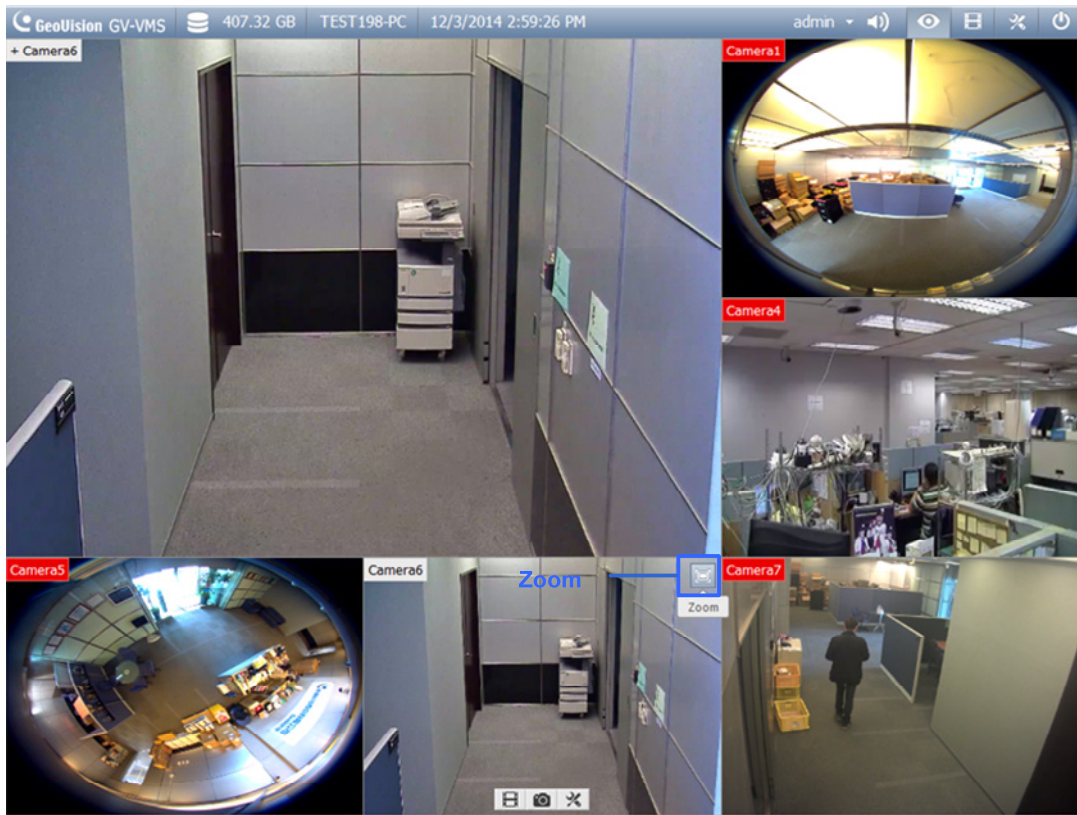 GeoVision GV-VMS 407.32 GB TEST198-PC 12/3/2014 2:59:26 PM admin
+ Camera6
Camera1
Camera4
Camera5
Camera6
Zoom
Zoom
Camera7